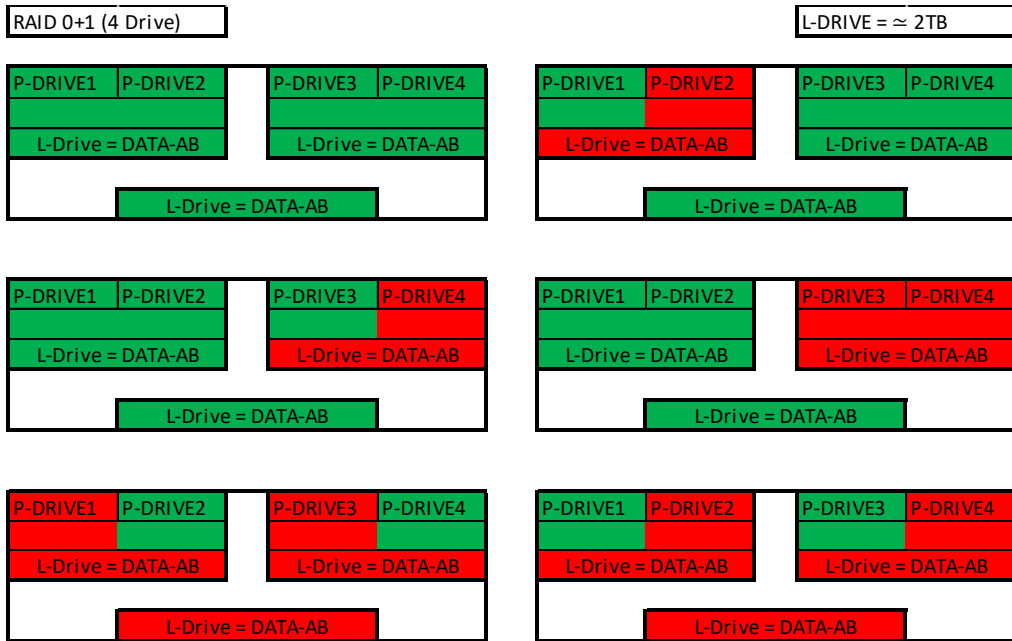 RAID 0+1 (4 Drive) L-DRIVE = ≃ 2TB
P-DRIVE1 P-DRIVE2 P-DRIVE3 P-DRIVE4 P-DRIVE1 P-DRIVE2 P-DRIVE3 P-DRIVE4
L-Drive = DATA-AB L-Drive = DATA-AB L-Drive = DATA-AB L-Drive = DATA-AB
L-Drive = DATA-AB L-Drive = DATA-AB
P-DRIVE1 P-DRIVE2 P-DRIVE3 P-DRIVE4 P-DRIVE1 P-DRIVE2 P-DRIVE3 P-DRIVE4
L-Drive = DATA-AB L-Drive = DATA-AB L-Drive = DATA-AB L-Drive = DATA-AB
L-Drive = DATA-AB L-Drive = DATA-AB
P-DRIVE1 P-DRIVE2 P-DRIVE3 P-DRIVE4 P-DRIVE1 P-DRIVE2 P-DRIVE3 P-DRIVE4
L-Drive = DATA-AB L-Drive = DATA-AB L-Drive = DATA-AB L-Drive = DATA-AB
L-Drive = DATA-AB L-Drive = DATA-AB